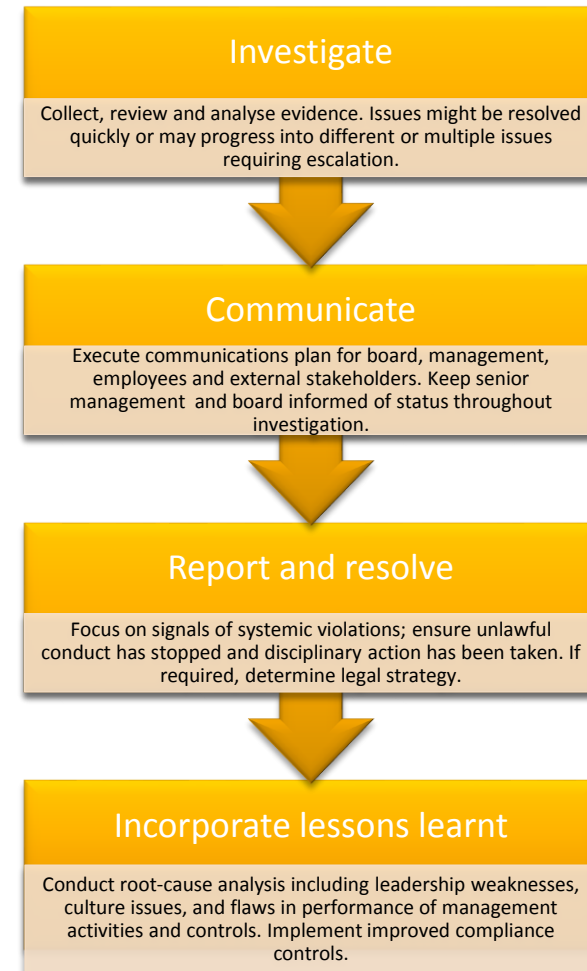 Investigate
Collect, review and analyse evidence. Issues might be resolved
quickly or may progress into different or multiple issues
requiring escalation.
Communicate
Execute communications plan for board, management,
employees and external stakeholders. Keep senior
management and board informed of status throughout
investigation.
Report and resolve
Focus on signals of systemic violations; ensure unlawful
conduct has stopped and disciplinary action has been taken. If
required, determine legal strategy.
Incorporate lessons learnt
Conduct root-cause analysis including leadership weaknesses,
culture issues, and flaws in performance of management
activities and controls. Implement improved compliance
controls.